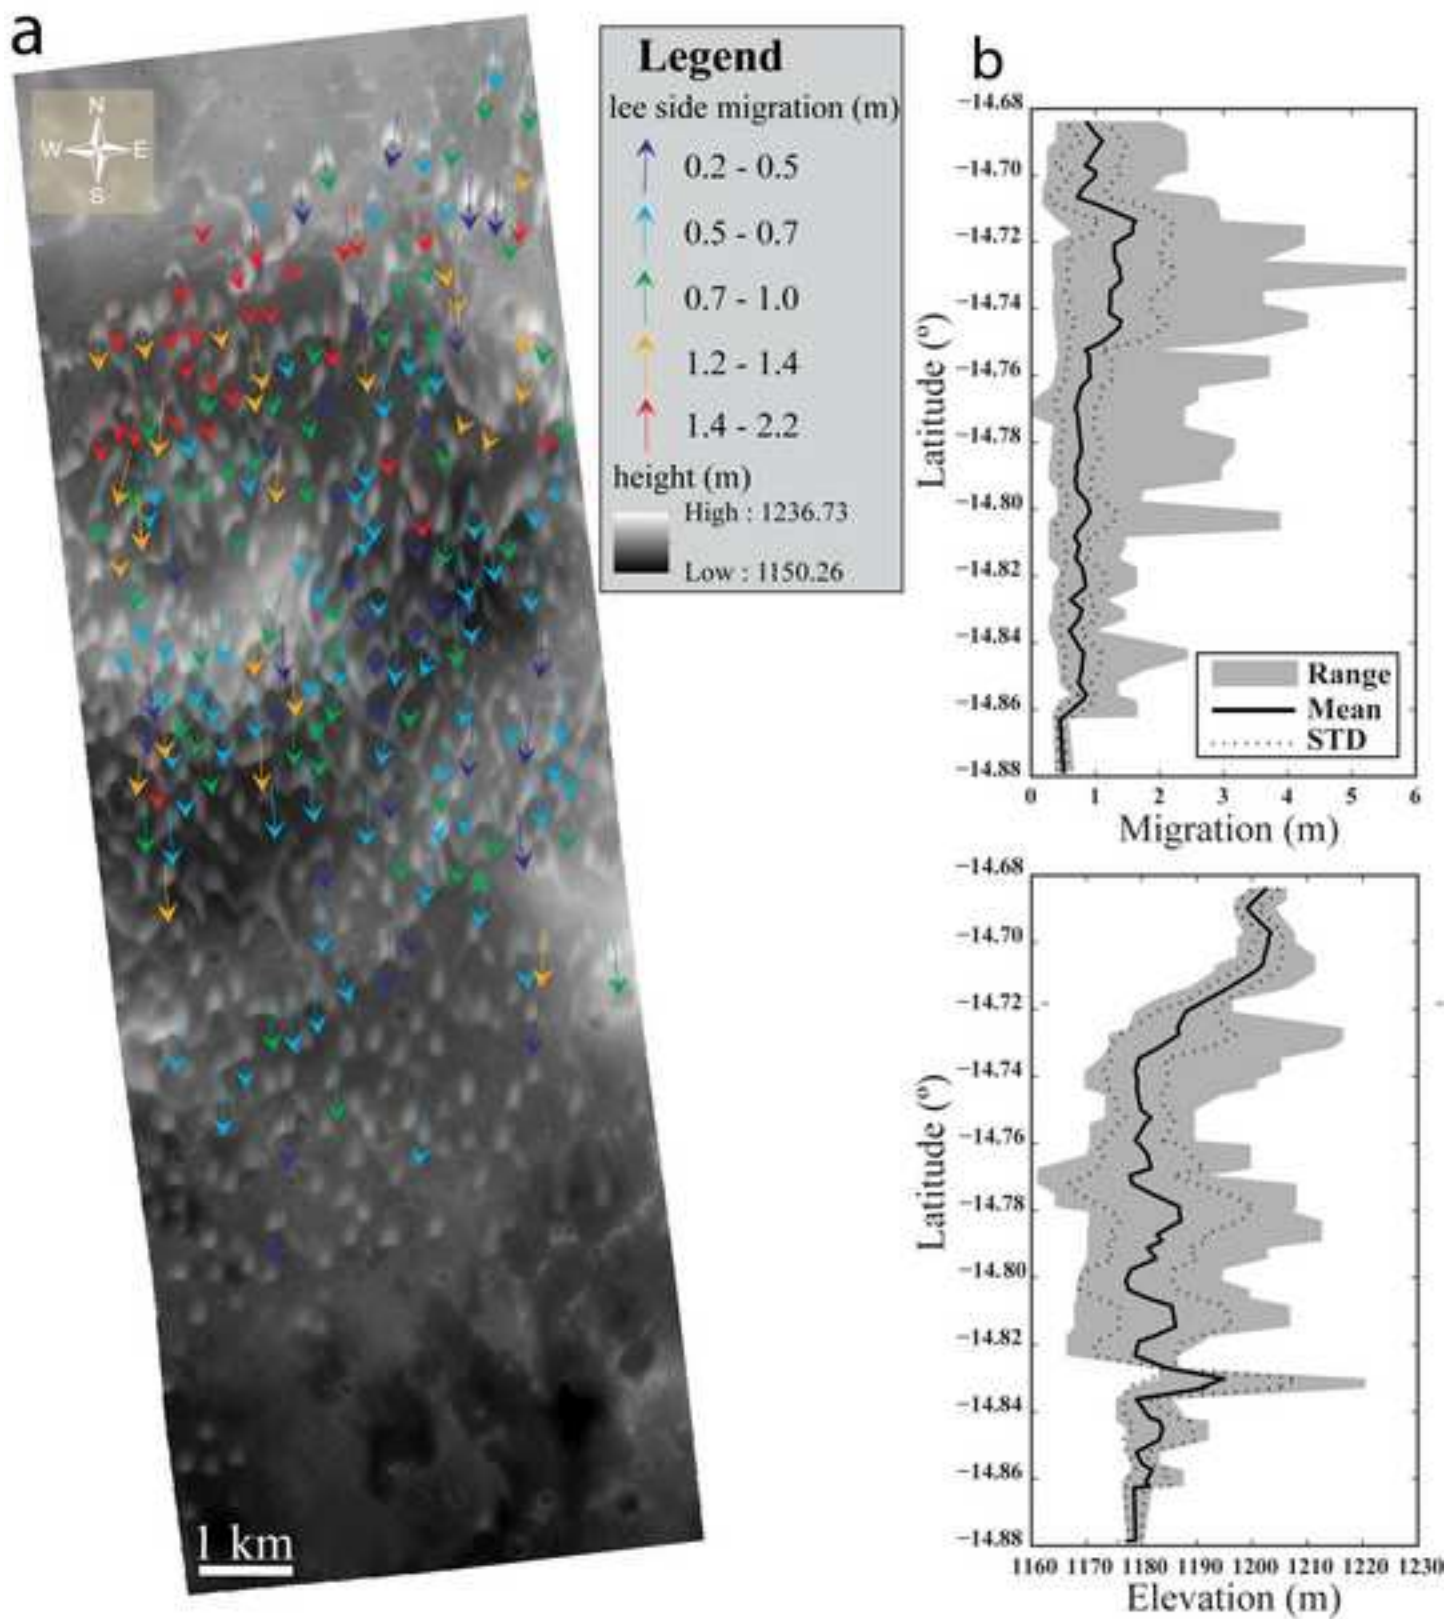 a
N
W E
S
1 km
Legend
lee side migration (m)
0.2 - 0.5
0.5 - 0.7
0.7 - 1.0
1.2 - 1.4
1.4 - 2.2
height (m)
High : 1236.73
Low : 1150.26
b
−14.68
−14.70
−14.72
−14.74
−14.76
−14.78
−14.80
−14.82
−14.84
−14.86
−14.88
Latitude (º)
Range
Mean
STD
0 1 2 3 4 5 6
Migration (m)
−14.68
−14.70
−14.72
−14.74
−14.76
−14.78
−14.80
−14.82
−14.84
−14.86
−14.88
Latitude (º)
1160 1170 1180 1190 1200 1210 1220 1230
Elevation (m)